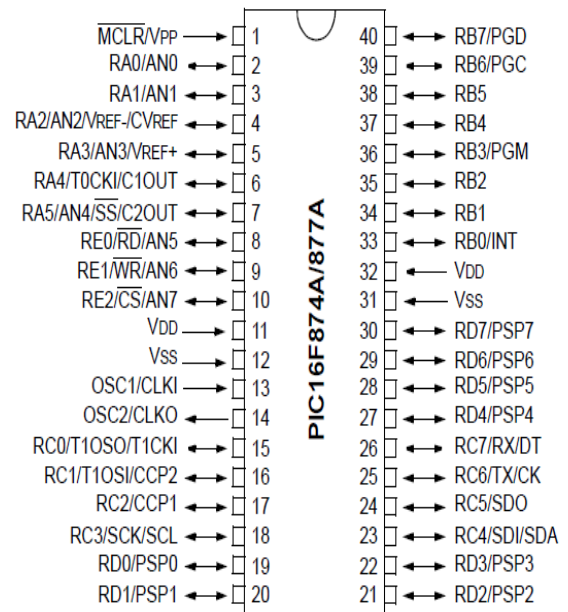 MCLR/VPP 1 40 RB7/PGD
RA0/AN0 2 39 RB6/PGC
RA1/AN1 3 38 RB5
RA2/AN2/VREF-/CVREF 4 37 RB4
RA3/AN3/VREF+ 5 36 RB3/PGM
RA4/T0CKI/C1OUT 6 35 RB2
RA5/AN4/SS/C2OUT 7 34 RB1
RE0/RD/AN5 8 33 RB0/INT
RE1/WR/AN6 9 32 VDD
RE2/CS/AN7 10 31 VSS
VDD 11 30 RD7/PSP7
VSS 12 29 RD6/PSP6
OSC1/CLKI 13 28 RD5/PSP5
OSC2/CLKO 14 27 RD4/PSP4
RC0/T1OSO/T1CKI 15 26 RC7/RX/DT
RC1/T1OSI/CCP2 16 25 RC6/TX/CK
RC2/CCP1 17 24 RC5/SDO
RC3/SCK/SCL 18 23 RC4/SDI/SDA
RD0/PSP0 19 22 RD3/PSP3
RD1/PSP1 20 21 RD2/PSP2
PIC16F874A/877A